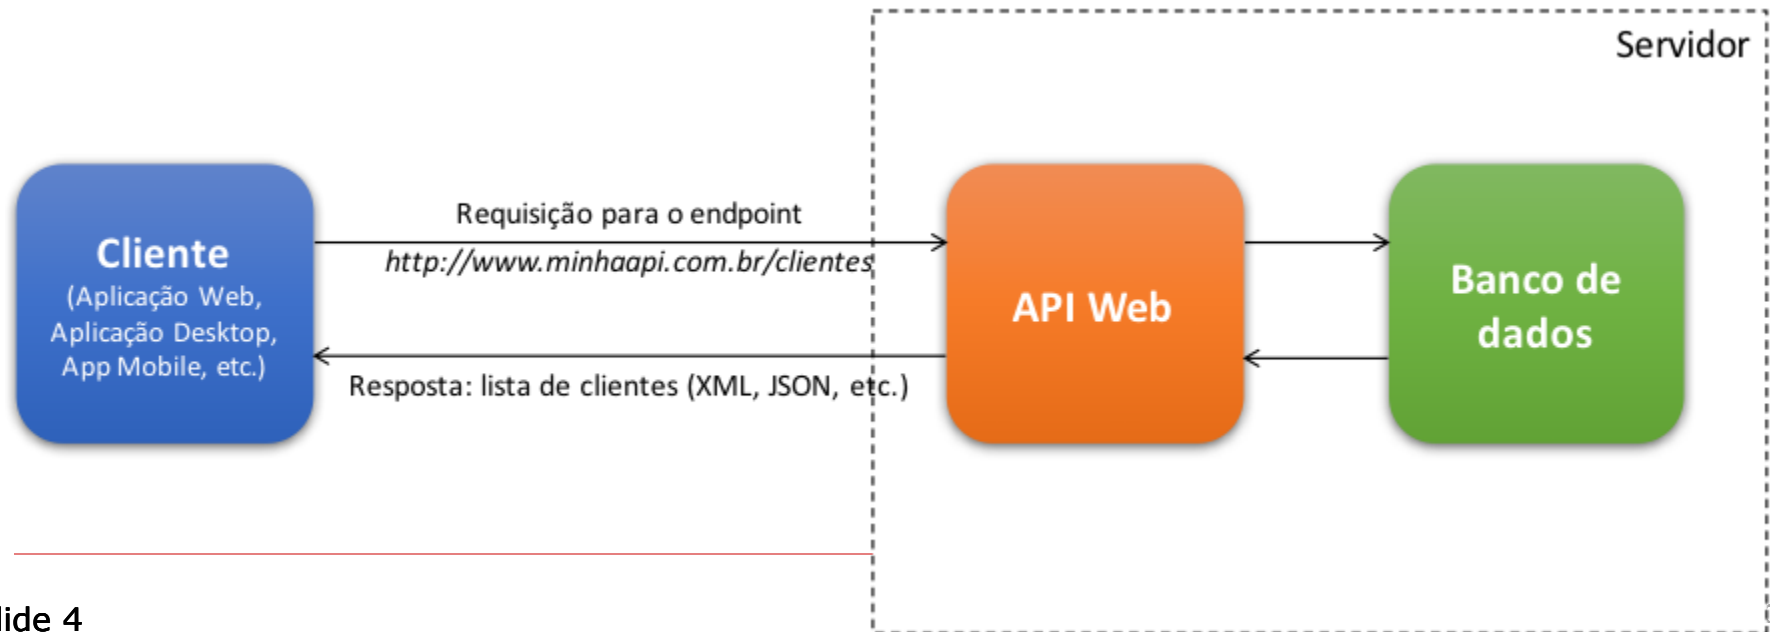 Servidor
Cliente
(Aplicação Web,
Aplicação Desktop,
App Mobile, etc.)
Requisição para o endpoint
http://www.minhaapi.com.br/clientes
Resposta: lista de clientes (XML, JSON, etc.)
API Web
Banco de
dados
lide 4